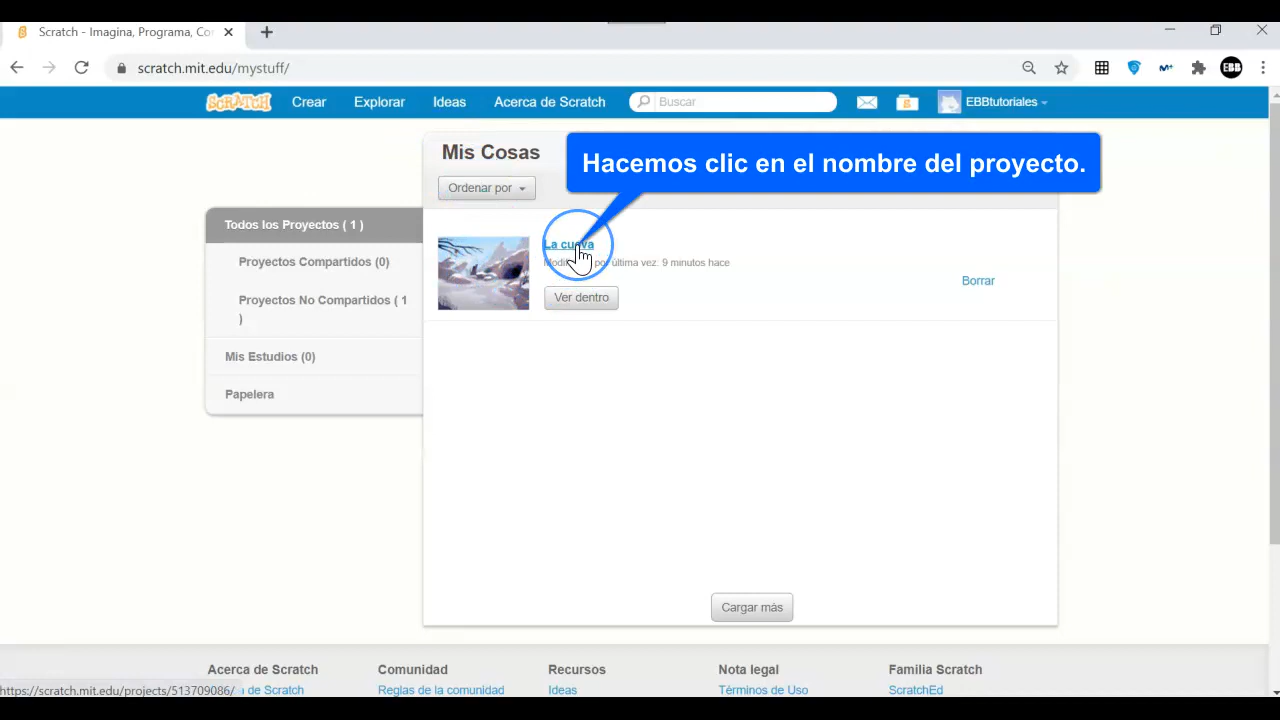 Scratch - Imagina, Programa, Co
scratch.mit.edu/mystuff/
EBB
SCRATCH
Crear
Explorar
Ideas
Acerca de Scratch
Buscar
EBBtutoriales
Mis Cosas
Hacemos clic en el nombre del proyecto.
Ordenar por
Todos los Proyectos ( 1 )
Proyectos Compartidos (0)
Proyectos No Compartidos ( 1
)
Mis Estudios (0)
Papelera
La cueva
por última vez: 9 minutos hace
Ver dentro
Borrar
Cargar más
Acerca de Scratch
Comunidad
Recursos
Nota legal
Familia Scratch
https://scratch.mit.edu/projects/513709086/
a de Scratch
Reglas de la comunidad
Ideas
Términos de Uso
ScratchEd